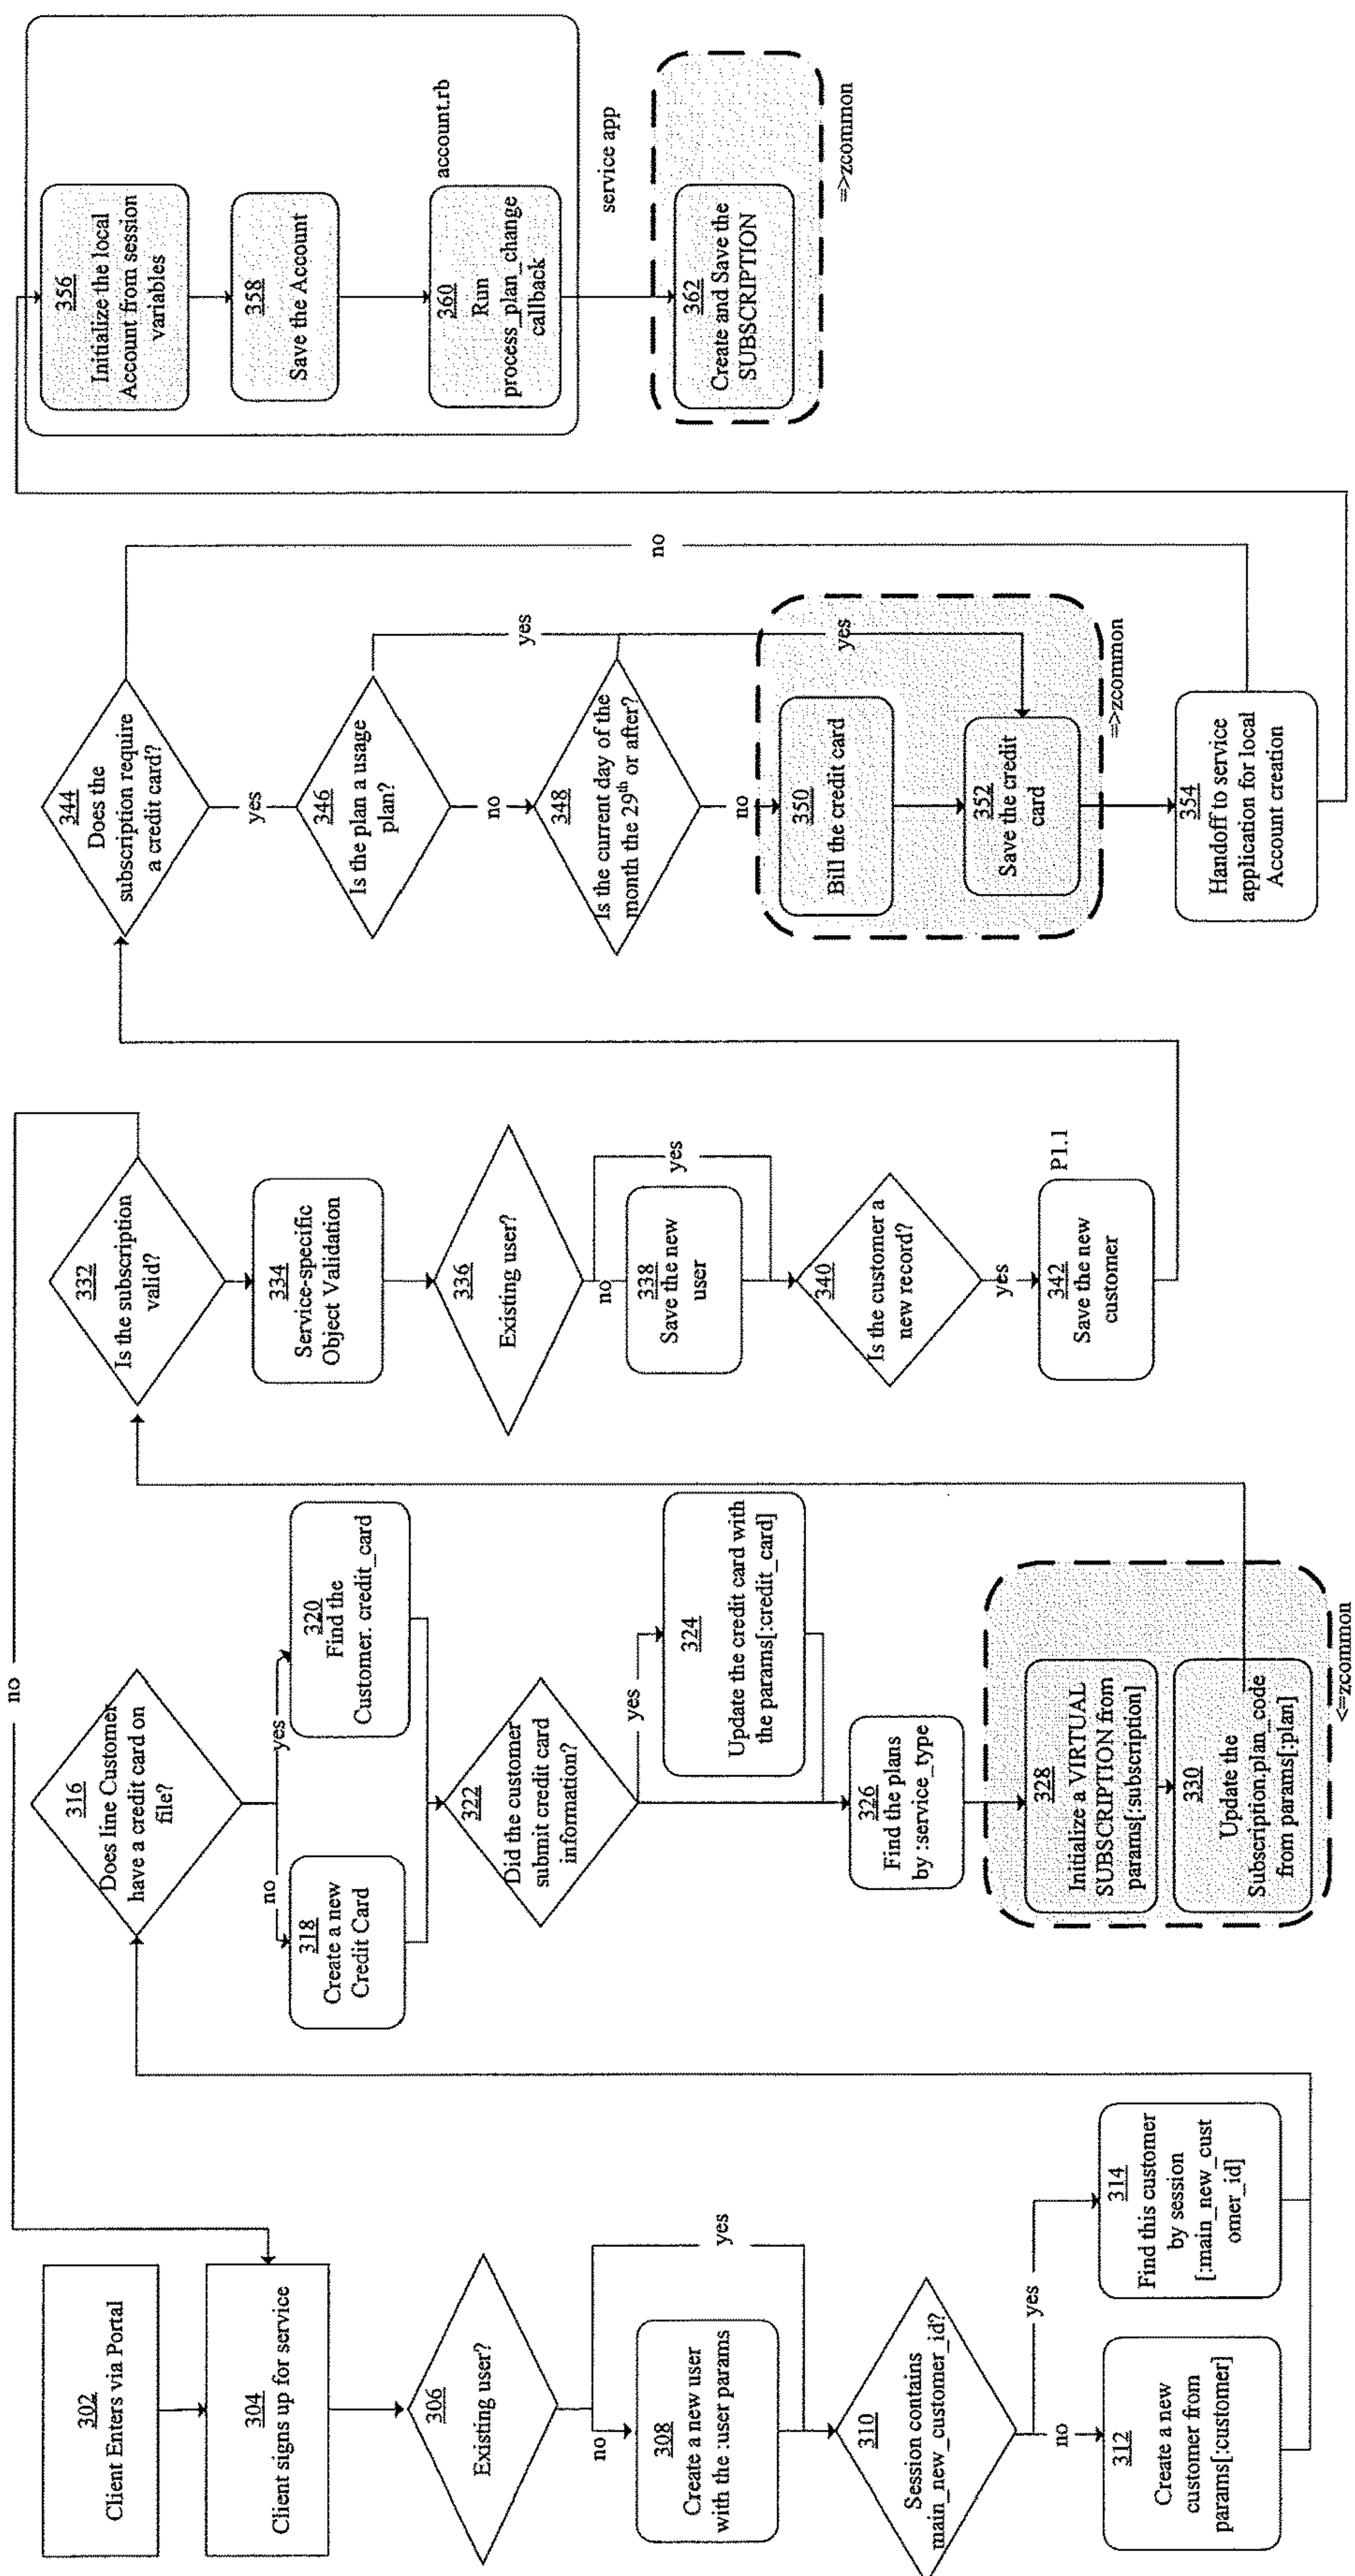 302
Client Enters via Portal
304
Client signs up for service
306
Existing user?
no
yes
308
Create a new user
with the :user params
310
Session contains
main_new_customer_id?
no
yes
312
Create a new
customer from
params[:customer]
314
Find this customer
by session
[:main_new_cust
omer_id]
no
316
Does line Customer
have a credit card on
file?
no
yes
318
Create a new
Credit Card
320
Find the
Customer. credit_card
322
Did the customer
submit credit card
information?
yes
324
Update the credit card with
the params[:credit_card]
326
Find the plans
by :service_type
328
Initialize a VIRTUAL
SUBSCRIPTION from
params[:subscription]
330
Update the
Subscription:plan_code
from params[:plan]
<=zcommon
332
Is the subscription
valid?
334
Service-specific
Object Validation
336
Existing user?
no
yes
338
Save the new
user
340
Is the customer a
new record?
yes
P1.1
342
Save the new
customer
344
Does the
subscription require
a credit card?
yes
no
346
Is the plan a usage
plan?
no
yes
348
Is the current day of the
month the 29th or after?
no
yes
350
Bill the credit card
352
Save the credit
card
=>zcommon
354
Handoff to service
application for local
Account creation
356
Initialize the local
Account from session
variables
358
Save the Account
account.rb
360
Run
process_plan_change
callback
service app
362
Create and Save the
SUBSCRIPTION
=>zcommon